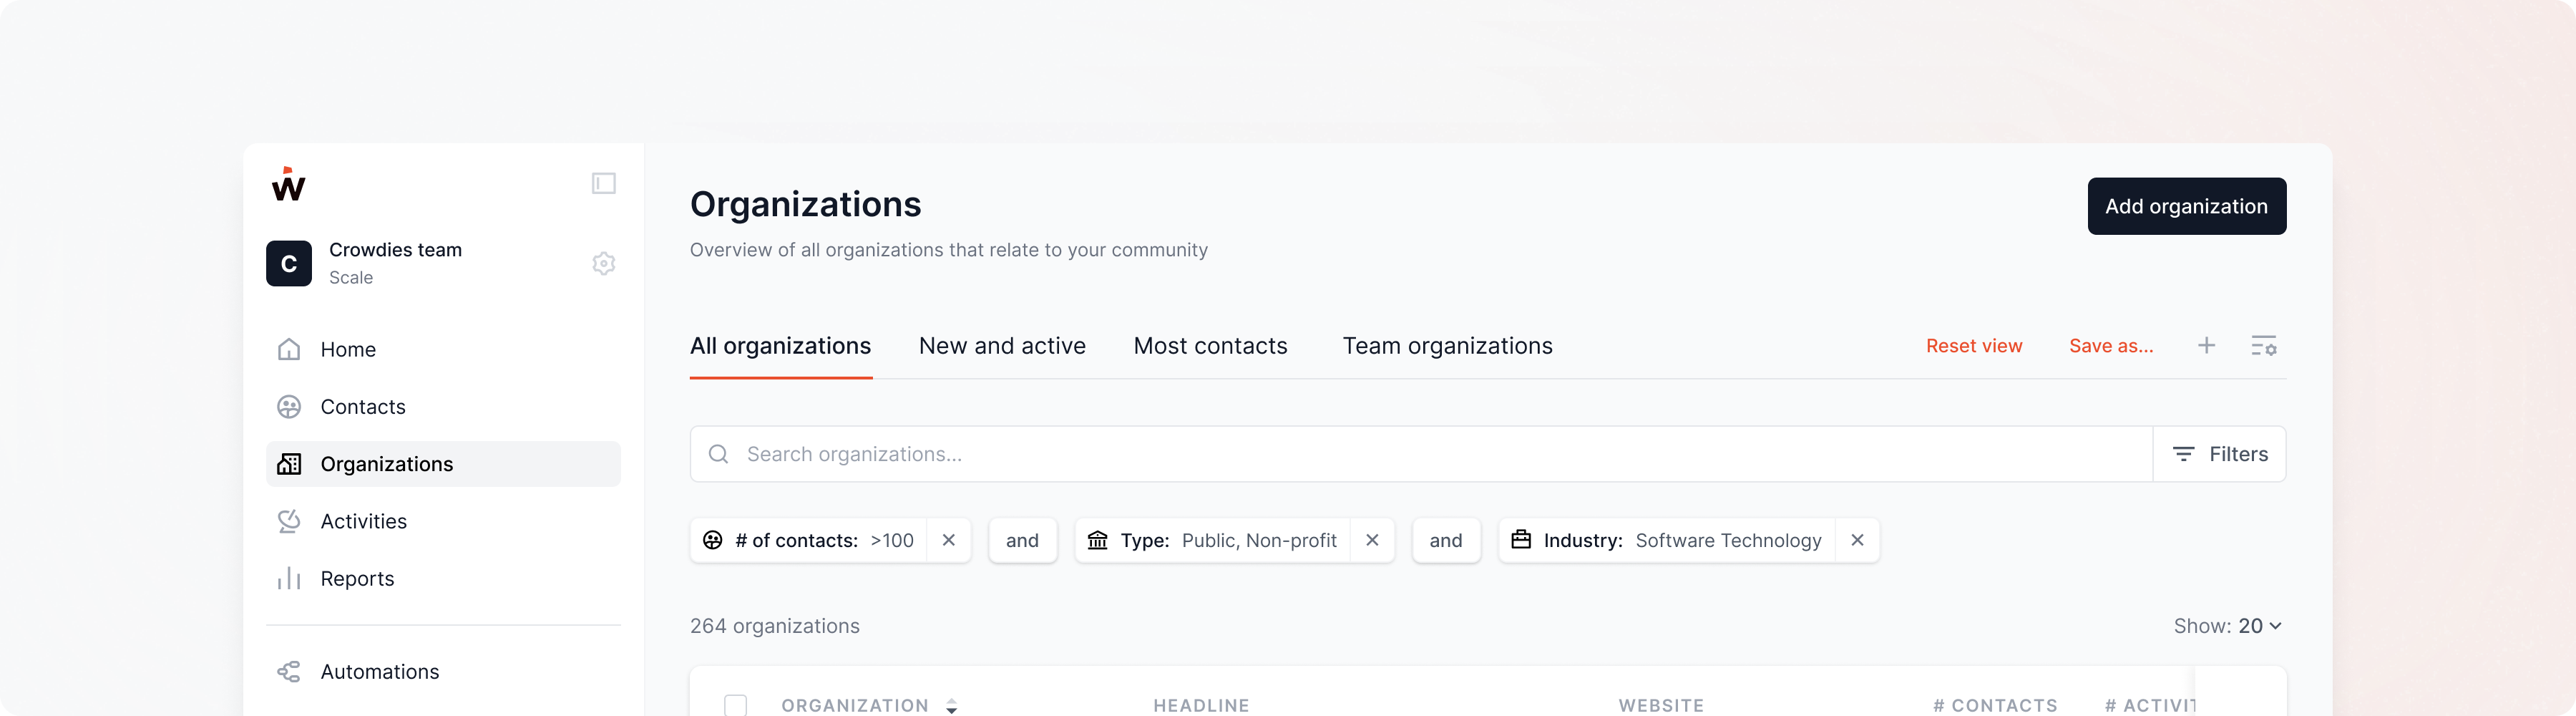 w
Crowdies team
C
Scale
Home
Contacts
Organizations
Activities
Reports
Automations
Organizations
Overview of all organizations that relate to your community
Add organization
All organizations New and active Most contacts Team organizations Reset view Save as...
Search organizations... Filters
# of contacts: >100 and Type: Public, Non-profit and Industry: Software Technology
264 organizations Show: 20
ORGANIZATION HEADLINE WEBSITE # CONTACTS # ACTIVIT